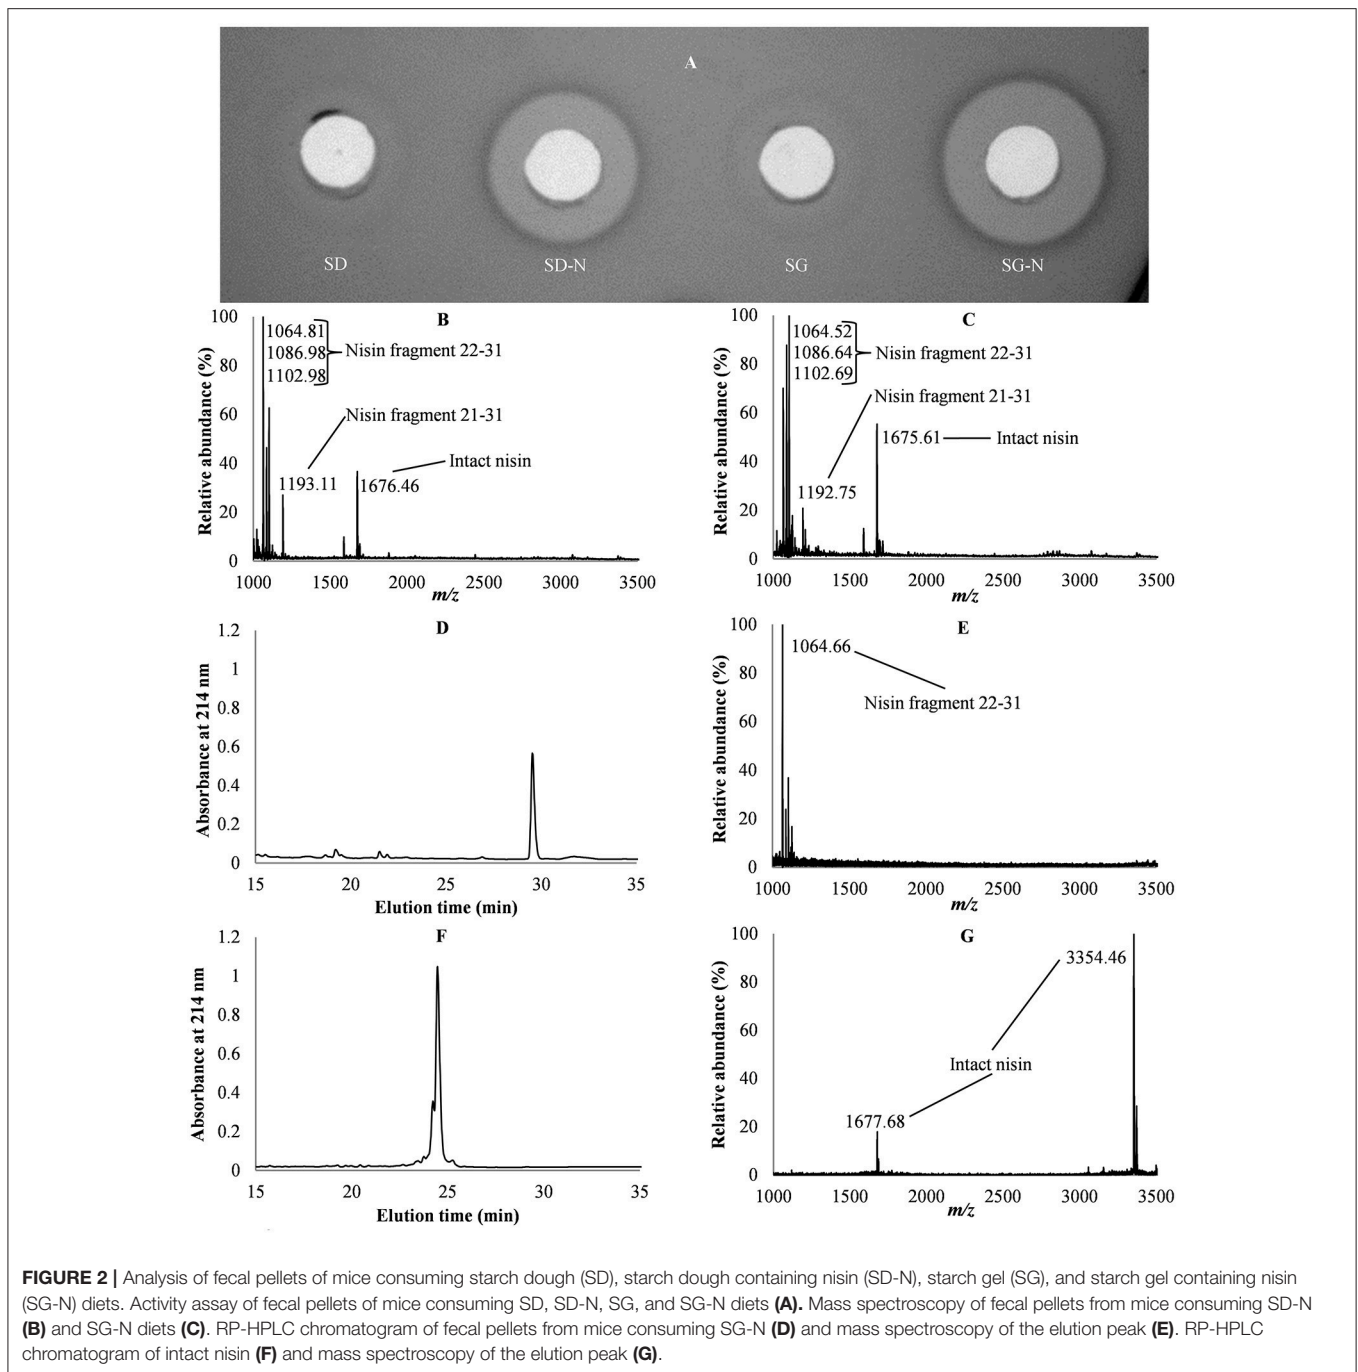 A
SD
SD-N
SG
SG-N
B
Relative abundance (%)
100
80
60
40
20
0
1064.81
1086.98
1102.98
Nisin fragment 22-31
Nisin fragment 21-31
Intact nisin
1193.11
1676.46
1000
1500
2000
2500
3000
3500
m/z
C
Relative abundance (%)
100
80
60
40
20
0
1064.52
1086.64
1102.69
Nisin fragment 22-31
Nisin fragment 21-31
1675.61
Intact nisin
1192.75
1000
1500
2000
2500
3000
3500
m/z
D
Absorbance at 214 nm
1.2
1
0.8
0.6
0.4
0.2
0
15
20
25
30
35
Elution time (min)
E
Relative abundance (%)
100
80
60
40
20
0
1064.66
Nisin fragment 22-31
1000
1500
2000
2500
3000
3500
m/z
F
Absorbance at 214 nm
1.2
1
0.8
0.6
0.4
0.2
0
15
20
25
30
35
Elution time (min)
G
Relative abundance (%)
100
80
60
40
20
0
3354.46
Intact nisin
1677.68
1000
1500
2000
2500
3000
3500
m/z
FIGURE 2 | Analysis of fecal pellets of mice consuming starch dough (SD), starch dough containing nisin (SD-N), starch gel (SG), and starch gel containing nisin
(SG-N) diets. Activity assay of fecal pellets of mice consuming SD, SD-N, SG, and SG-N diets (A). Mass spectroscopy of fecal pellets from mice consuming SD-N
(B) and SG-N diets (C). RP-HPLC chromatogram of fecal pellets from mice consuming SG-N (D) and mass spectroscopy of the elution peak (E). RP-HPLC
chromatogram of intact nisin (F) and mass spectroscopy of the elution peak (G).